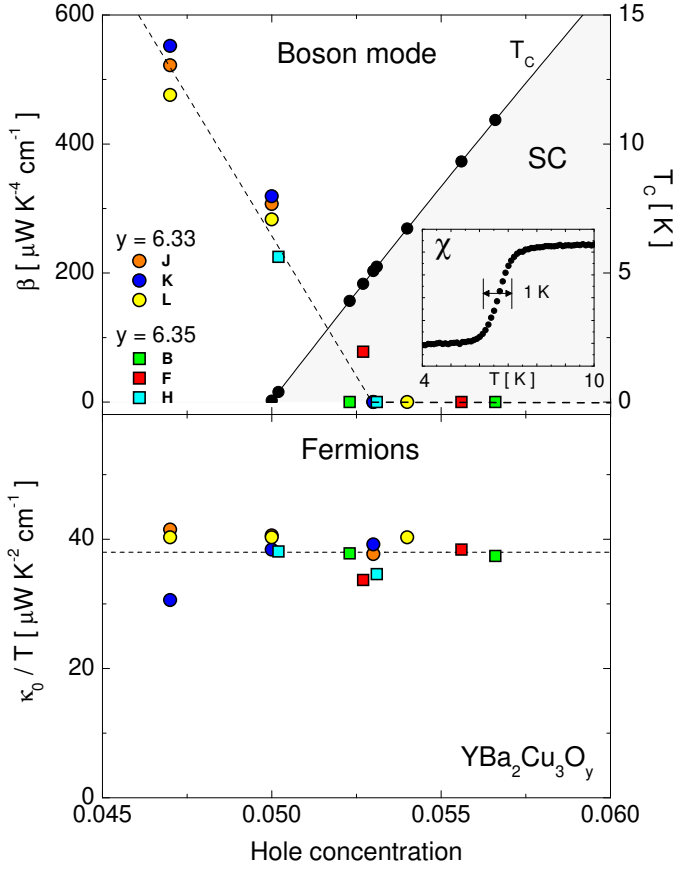 600
15
Boson mode
T_C
β [ μW K^-4 cm^-1 ]
T_C [ K ]
400
10
SC
y = 6.33
J
K
L
200
5
χ
1 K
y = 6.35
B
F
H
4
T [ K ]
10
0
0
Fermions
κ_0 / T [ μW K^-2 cm^-1 ]
40
20
YBa_2Cu_3O_y
0
0.045
0.050
0.055
0.060
Hole concentration